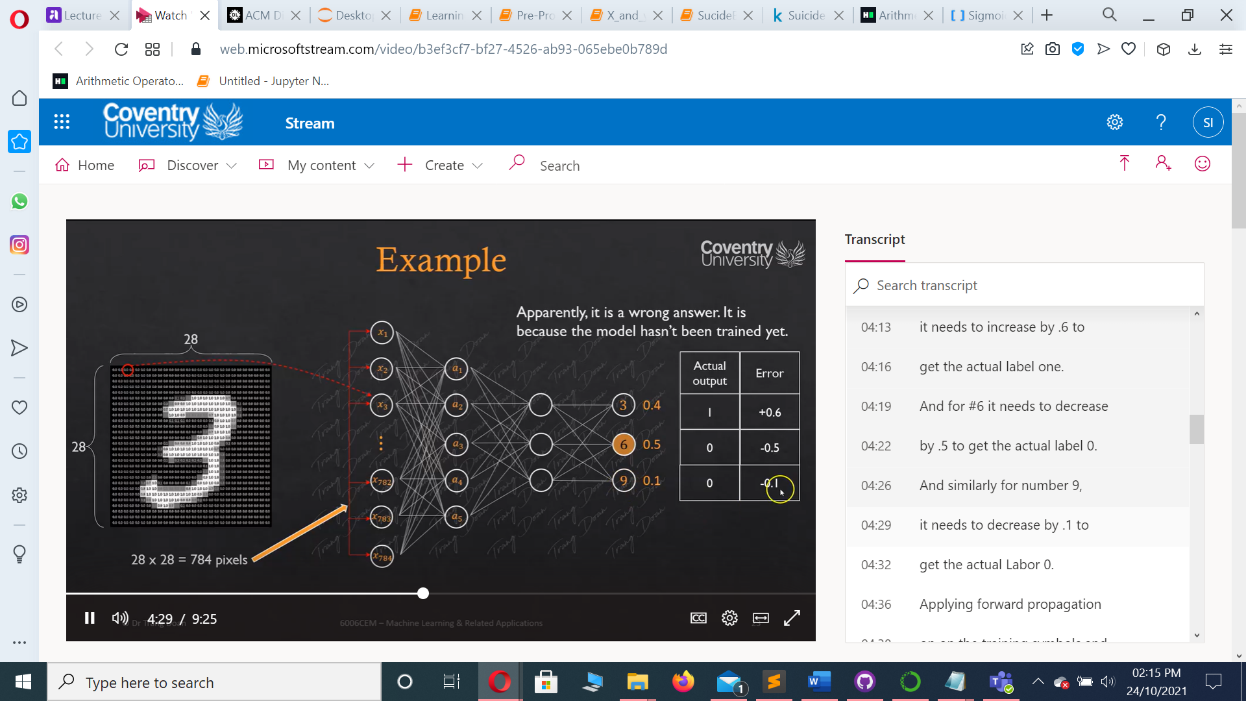 Lecture
Watch
ACM D
Deskto
Learnin
Pre-Pro
X_and_
SucideE
Suicide
Arithm
Sigmoi
web.microsoftstream.com/video/b3ef3cf7-bf27-4526-ab93-065ebe0b789d
Arithmetic Operato...
Untitled - Jupyter N...
Coventry
University
Stream
SI
Home
Discover
My content
Create
Search
Example
Coventry
University
Apparently, it is a wrong answer. It is
because the model hasn't been trained yet.
28
28
28 x 28 = 784 pixels
x1
x2
x3
x782
x783
x784
a1
a2
a3
a4
a5
3 0.4
6 0.5
9 0.1
Actual output Error
1 +0.6
0 -0.5
0 -0.1
6006CEM – Machine Learning & Related Applications
4:29 / 9:25
CC
Transcript
Search transcript
04:13 it needs to increase by .6 to
04:16 get the actual label one.
04:19 And for #6 it needs to decrease
04:22 by .5 to get the actual label 0.
04:26 And similarly for number 9,
04:29 it needs to decrease by .1 to
04:32 get the actual Labor 0.
04:36 Applying forward propagation
Type here to search
1
02:15 PM
24/10/2021